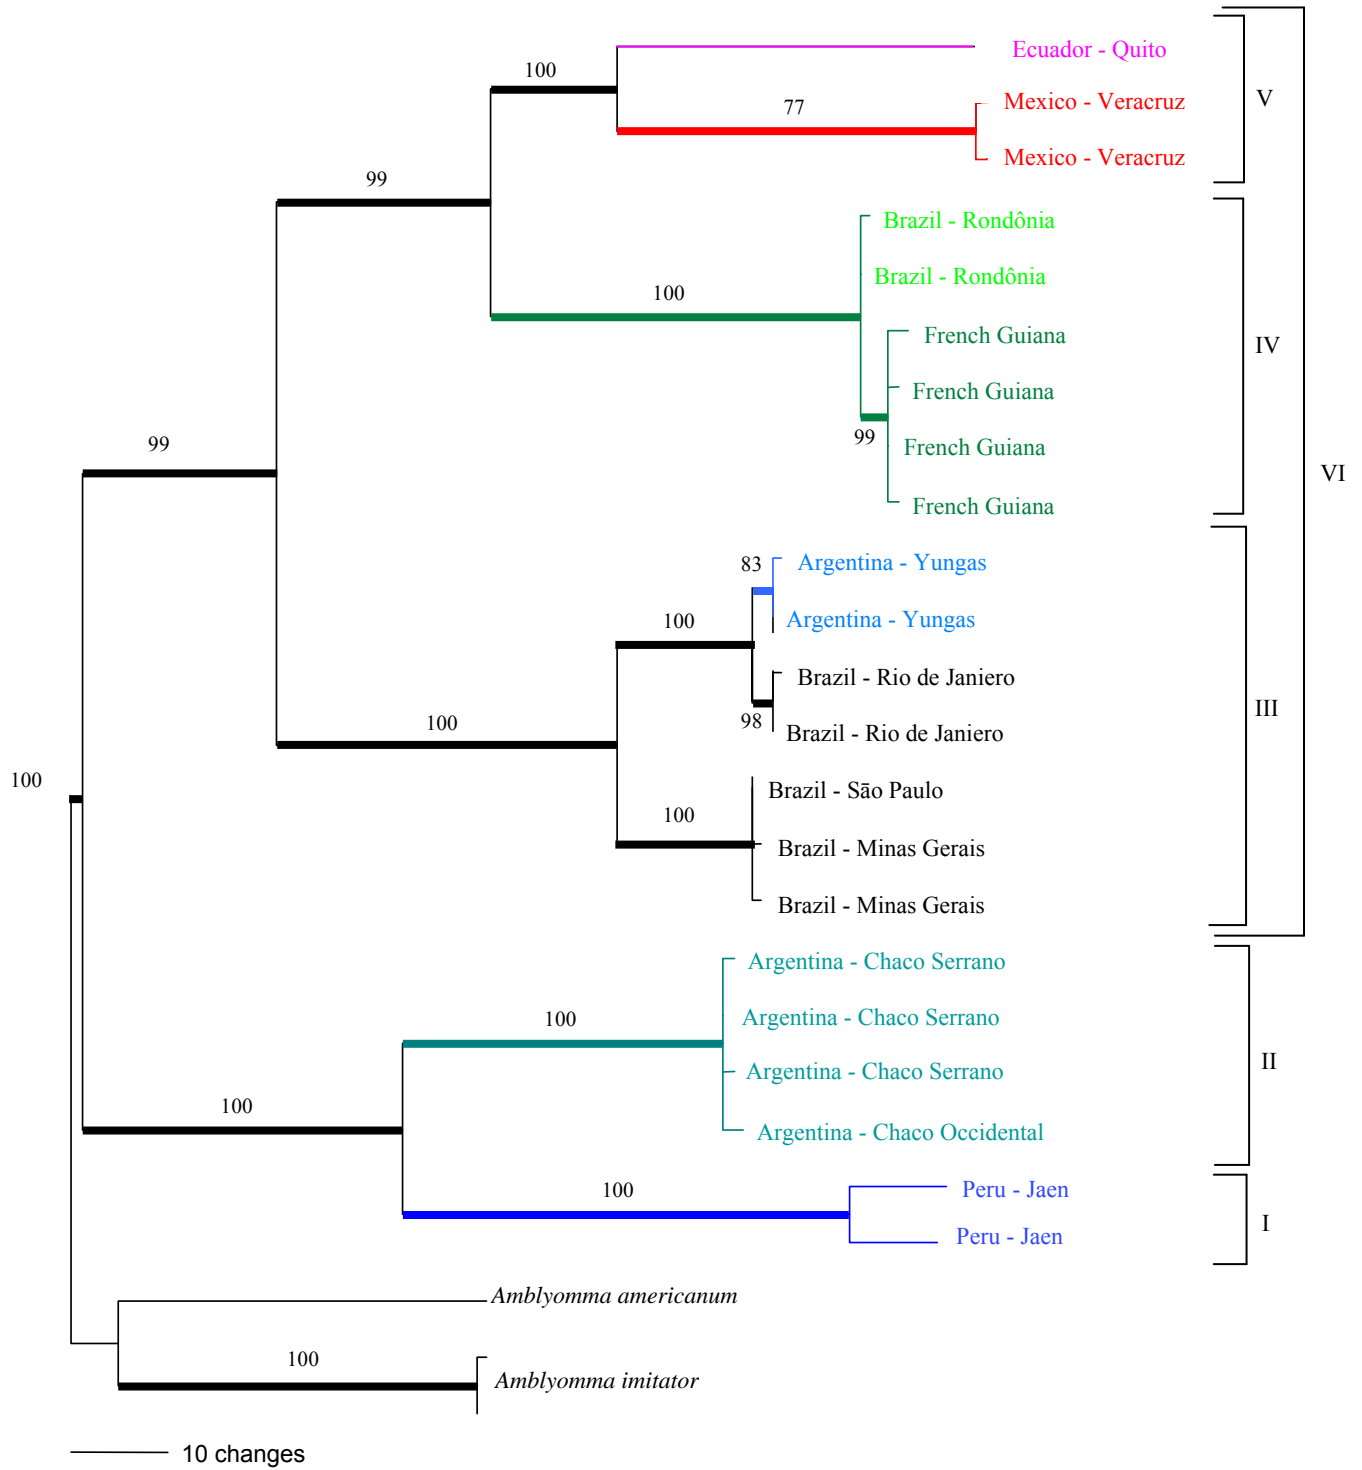 Ecuador - Quito
100
V
Mexico - Veracruz
77
Mexico - Veracruz
99
Brazil - Rondônia
Brazil - Rondônia
100
French Guiana
IV
French Guiana
99
French Guiana
99
VI
French Guiana
83
Argentina - Yungas
100
Argentina - Yungas
Brazil - Rio de Janiero
III
100
98
Brazil - Rio de Janiero
100
Brazil - São Paulo
100
Brazil - Minas Gerais
Brazil - Minas Gerais
Argentina - Chaco Serrano
100
Argentina - Chaco Serrano
II
Argentina - Chaco Serrano
100
Argentina - Chaco Occidental
100
Peru - Jaen
I
Peru - Jaen
Amblyomma americanum
100
Amblyomma imitator
10 changes